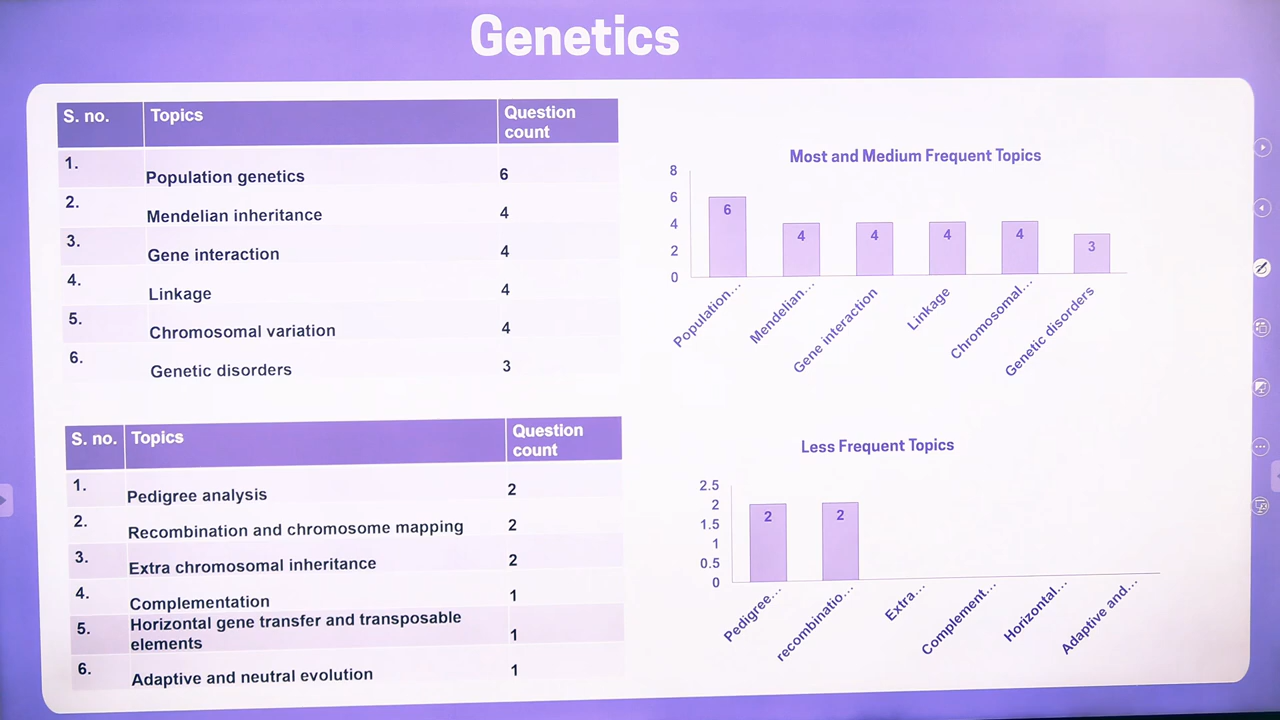 Genetics
S. no. Topics Question count
1. Population genetics 6
2. Mendelian inheritance 4
3. Gene interaction 4
4. Linkage 4
5. Chromosomal variation 4
6. Genetic disorders 3
Most and Medium Frequent Topics
8
6
4
2
0
6 4 4 4 4 3
Population... Mendelian... Gene interaction Linkage Chromosomal... Genetic disorders
S. no. Topics Question count
1. Pedigree analysis 2
2. Recombination and chromosome mapping 2
3. Extra chromosomal inheritance 2
4. Complementation 1
5. Horizontal gene transfer and transposable elements 1
6. Adaptive and neutral evolution 1
Less Frequent Topics
2.5
2
1.5
1
0.5
0
2 2
Pedigree... recombinatio... Extra... Complement... Horizontal... Adaptive and...